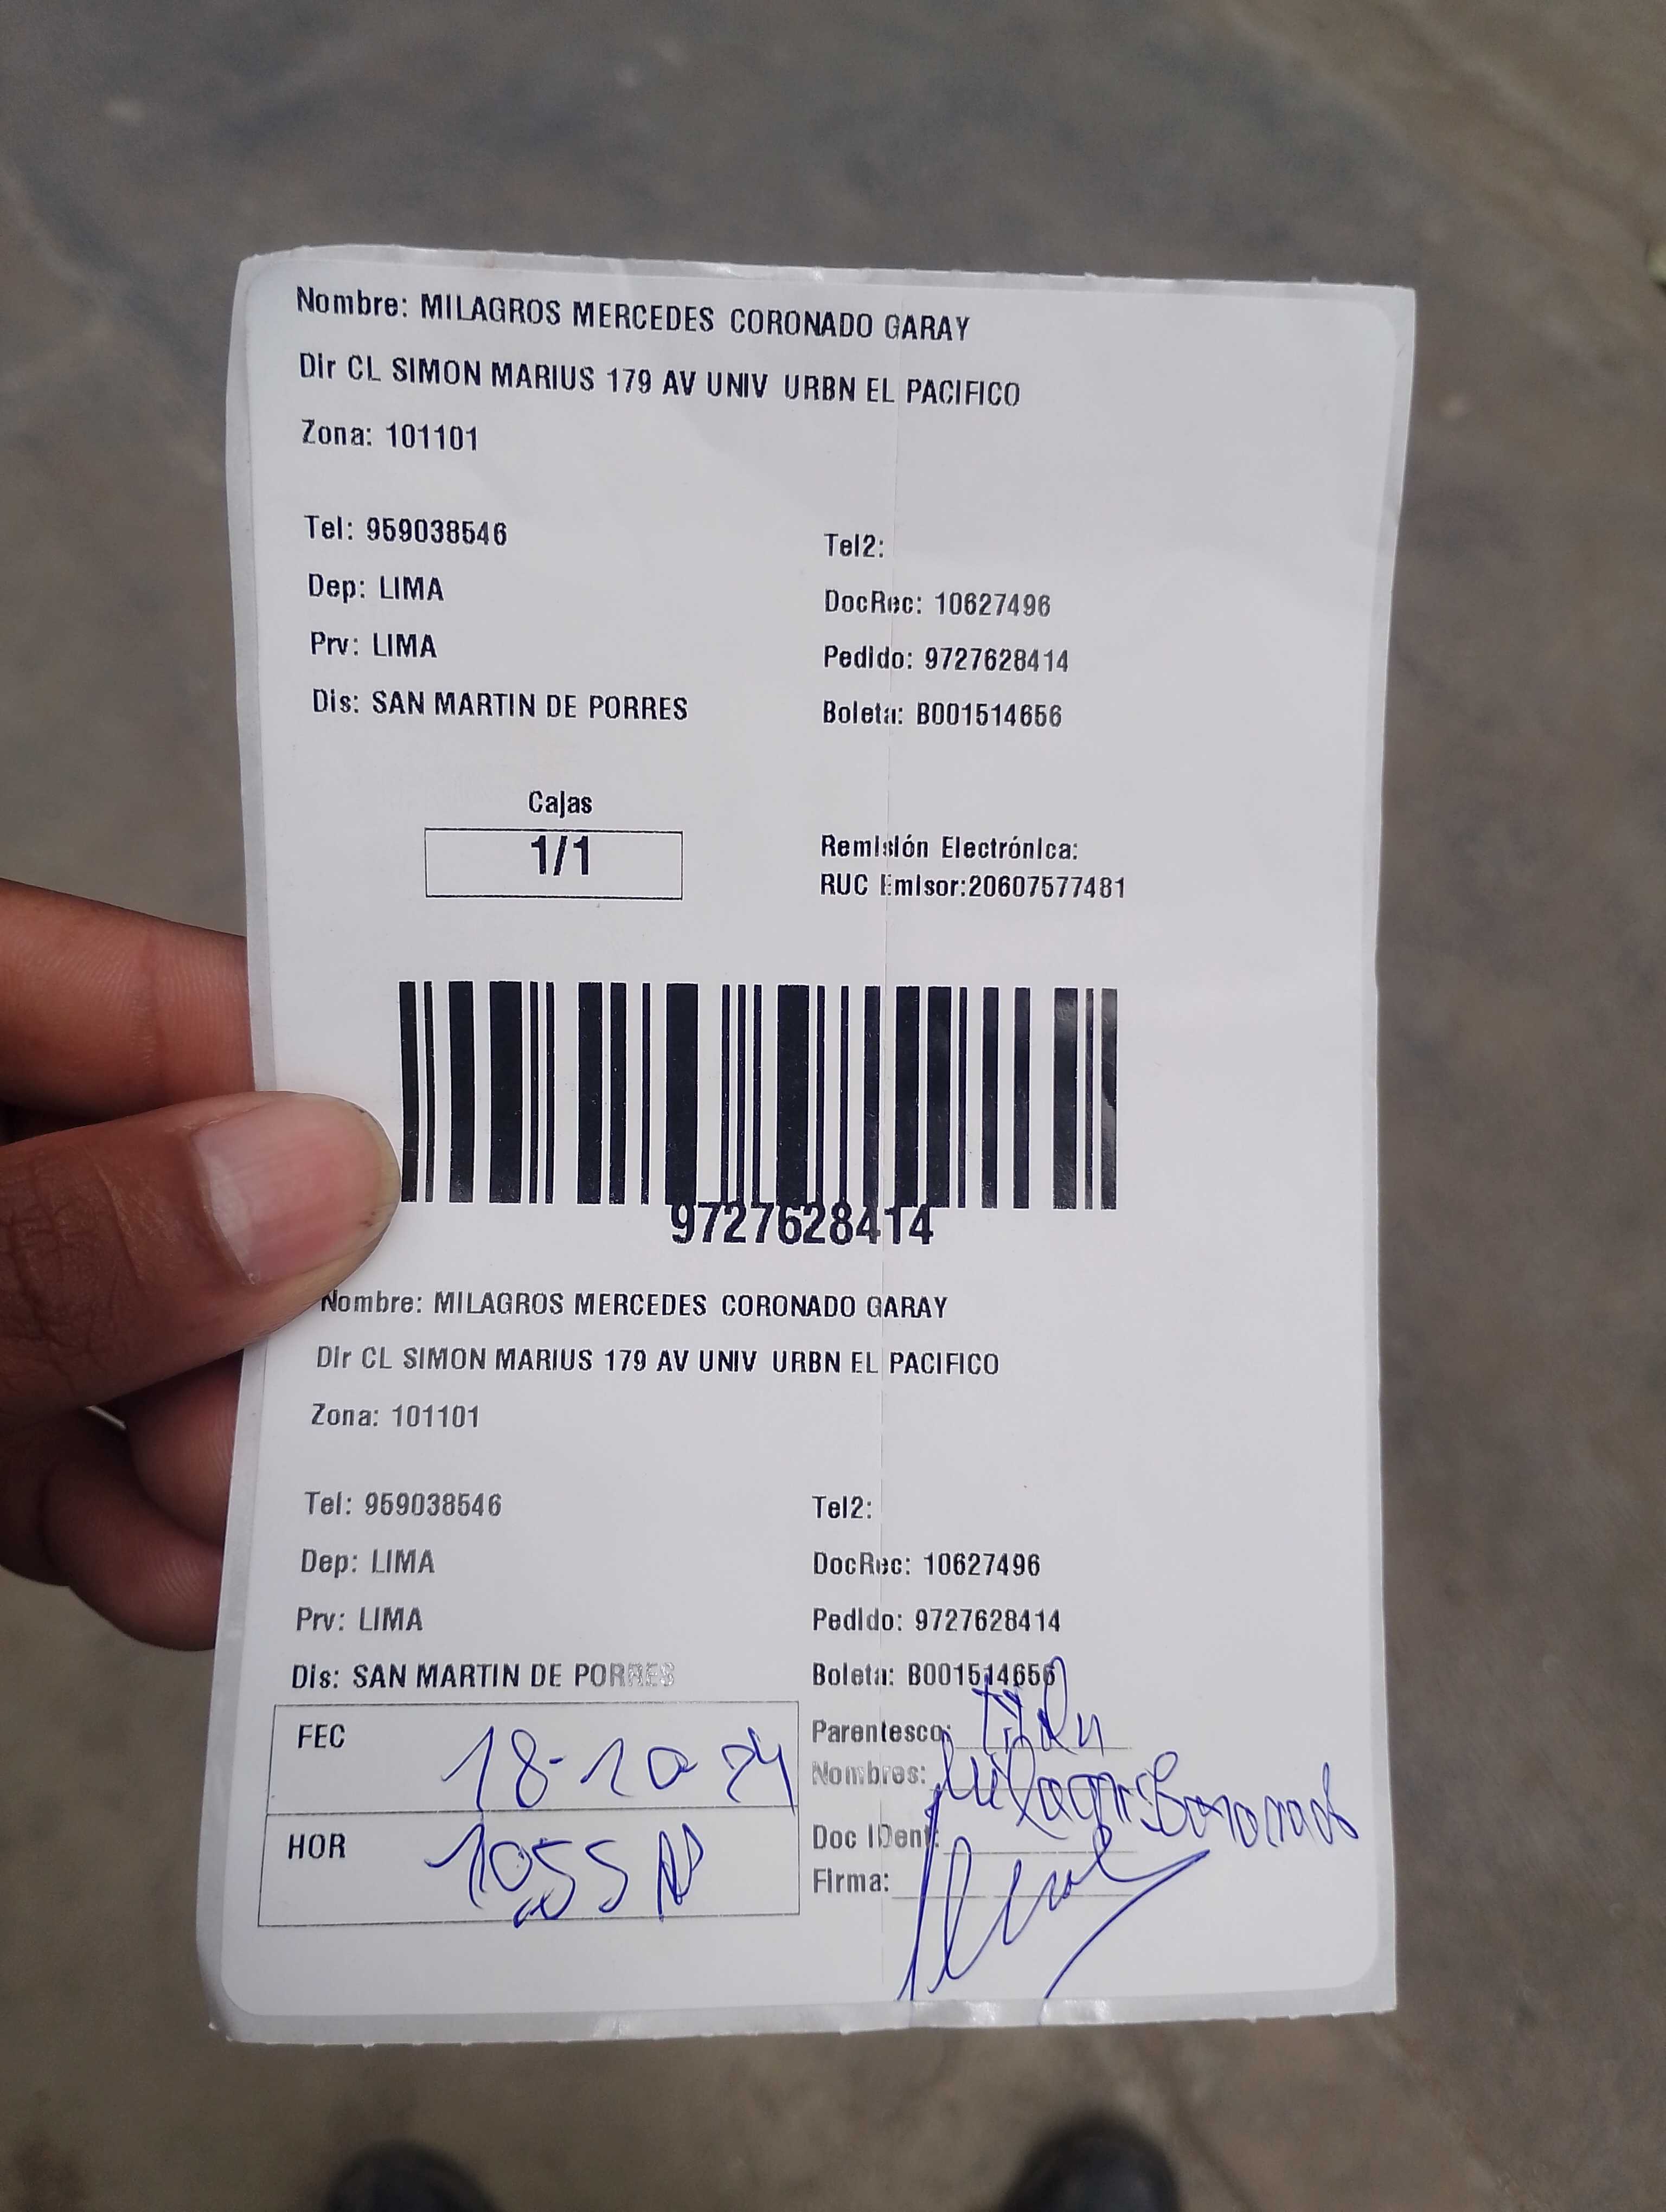 Nombre: MILAGROS MERCEDES CORONADO GARAY
Dir CL SIMON MARIUS 179 AV UNIV URBN EL PACIFICO
Zona: 101101
Tel: 959038546 Tel2:
Dep: LIMA DocRec: 10627496
Prv: LIMA Pedido: 9727628414
Dis: SAN MARTIN DE PORRES Boleta: B001514656
Cajas
1/1
Remisión Electrónica:
RUC Emisor:20607577481
9727628414
Nombre: MILAGROS MERCEDES CORONADO GARAY
Dir CL SIMON MARIUS 179 AV UNIV URBN EL PACIFICO
Zona: 101101
Tel: 959038546 Tel2:
Dep: LIMA DocRec: 10627496
Prv: LIMA Pedido: 9727628414
Dis: SAN MARTIN DE PORRES Boleta: B001514656
FEC 18-10 24 Parentesco:
Nombres: Milagros Coronado
HOR 1055 Doc IDent:
Firma: